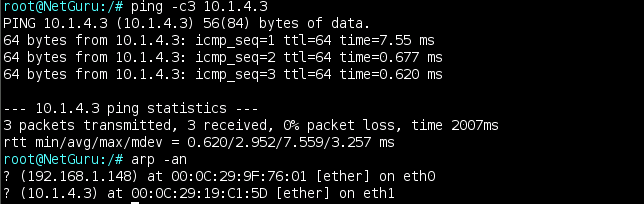 root@NetGuru:/# ping -c3 10.1.4.3
PING 10.1.4.3 (10.1.4.3) 56(84) bytes of data.
64 bytes from 10.1.4.3: icmp_seq=1 ttl=64 time=7.55 ms
64 bytes from 10.1.4.3: icmp_seq=2 ttl=64 time=0.677 ms
64 bytes from 10.1.4.3: icmp_seq=3 ttl=64 time=0.620 ms

--- 10.1.4.3 ping statistics ---
3 packets transmitted, 3 received, 0% packet loss, time 2007ms
rtt min/avg/max/mdev = 0.620/2.952/7.559/3.257 ms
root@NetGuru:/# arp -an
? (192.168.1.148) at 00:0C:29:9F:76:01 [ether] on eth0
? (10.1.4.3) at 00:0C:29:19:C1:5D [ether] on eth1